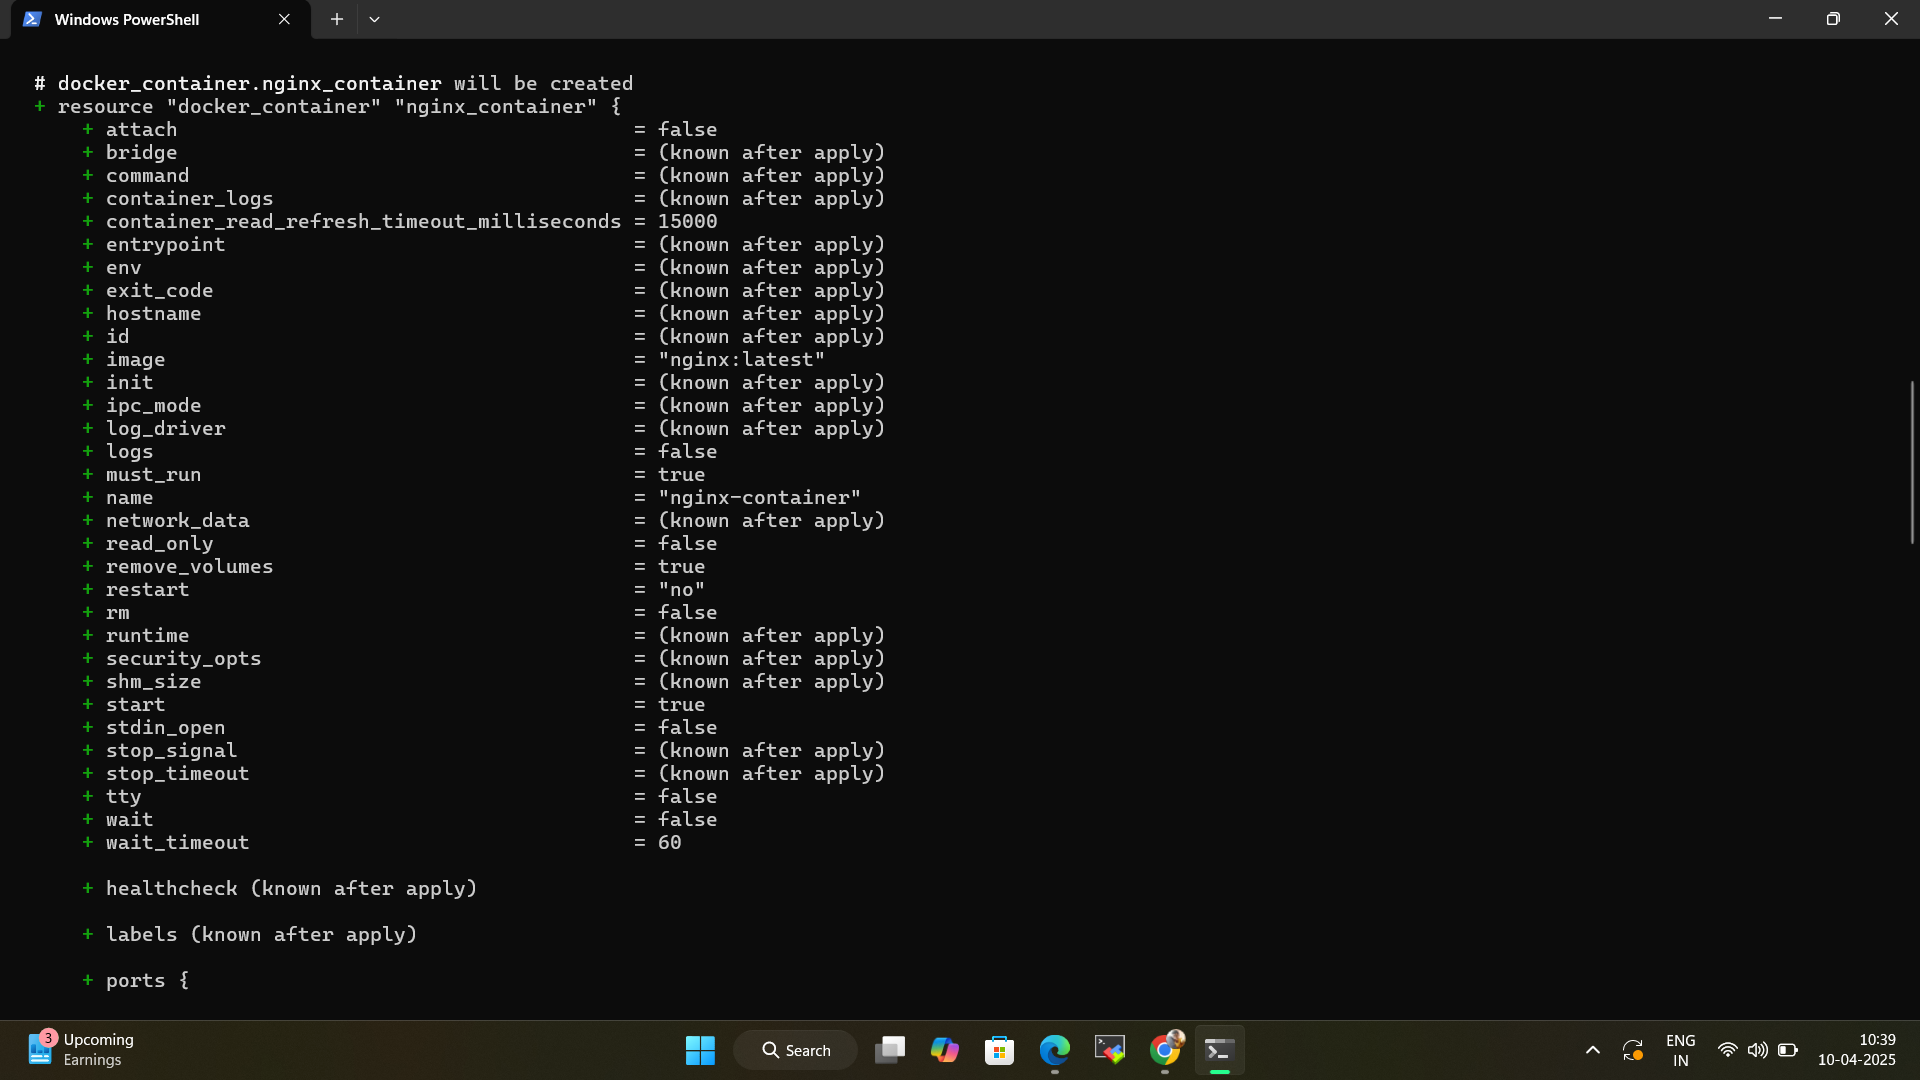 Windows PowerShell
# docker_container.nginx_container will be created
+ resource "docker_container" "nginx_container" {
+ attach = false
+ bridge = (known after apply)
+ command = (known after apply)
+ container_logs = (known after apply)
+ container_read_refresh_timeout_milliseconds = 15000
+ entrypoint = (known after apply)
+ env = (known after apply)
+ exit_code = (known after apply)
+ hostname = (known after apply)
+ id = (known after apply)
+ image = "nginx:latest"
+ init = (known after apply)
+ ipc_mode = (known after apply)
+ log_driver = (known after apply)
+ logs = false
+ must_run = true
+ name = "nginx-container"
+ network_data = (known after apply)
+ read_only = false
+ remove_volumes = true
+ restart = "no"
+ rm = false
+ runtime = (known after apply)
+ security_opts = (known after apply)
+ shm_size = (known after apply)
+ start = true
+ stdin_open = false
+ stop_signal = (known after apply)
+ stop_timeout = (known after apply)
+ tty = false
+ wait = false
+ wait_timeout = 60
+ healthcheck (known after apply)
+ labels (known after apply)
+ ports {
3
Upcoming
Earnings
Search
ENG
IN
10:39
10-04-2025